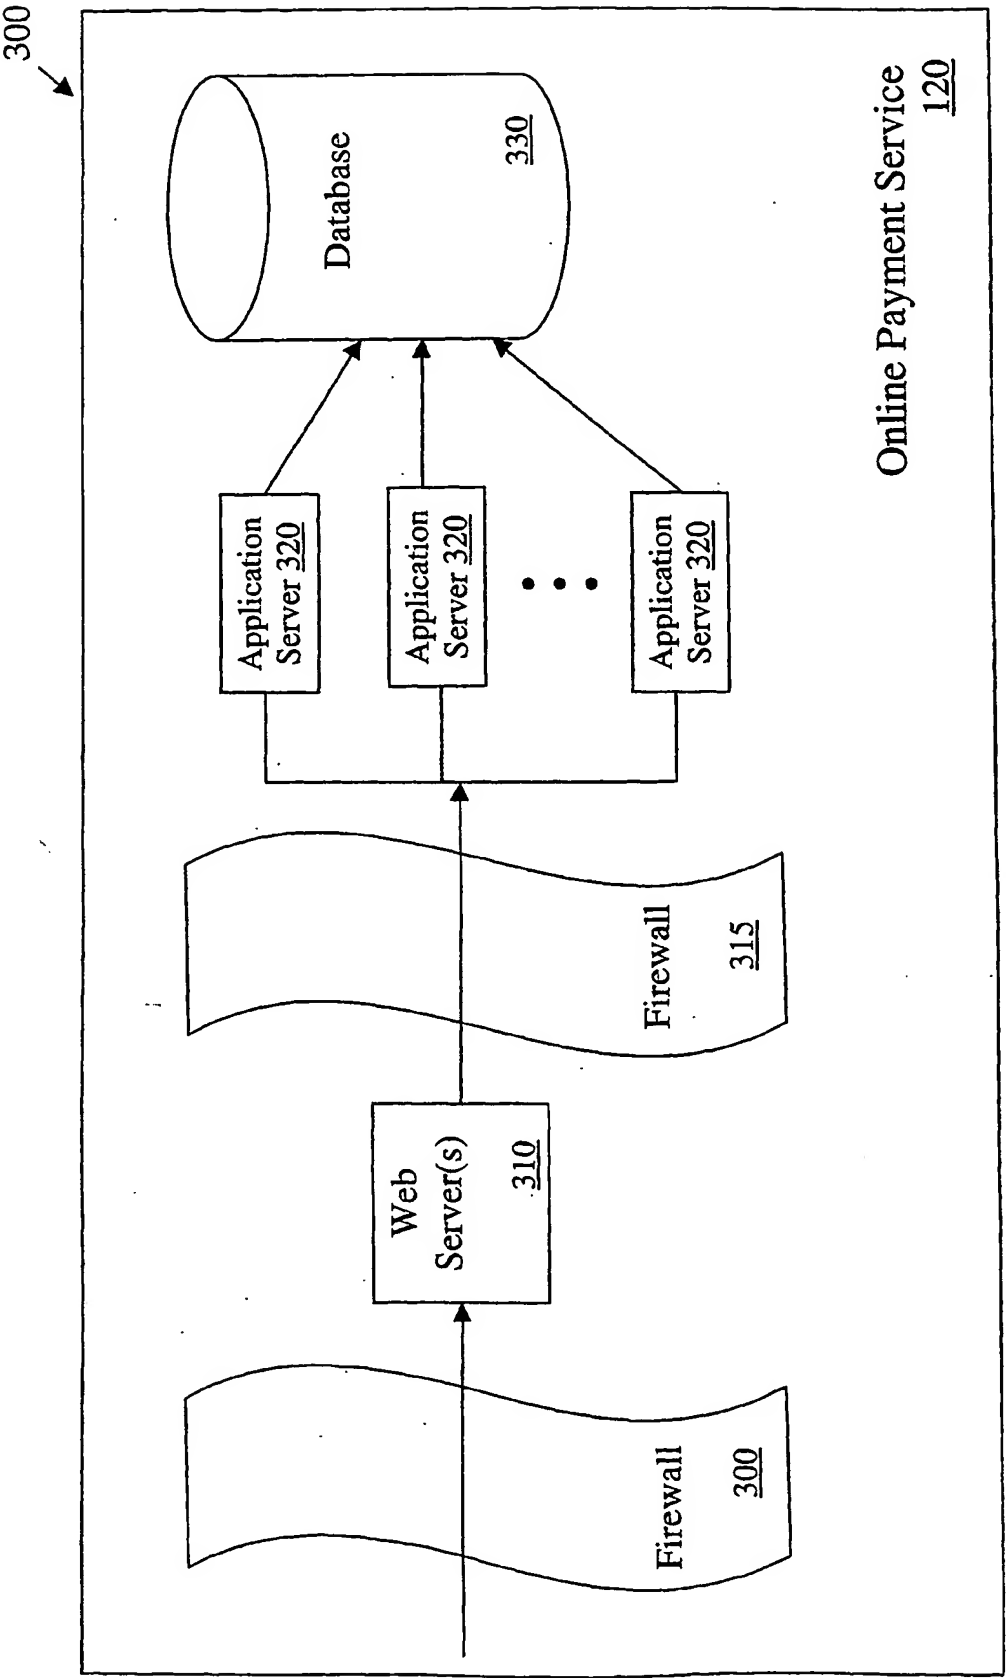 300
Firewall
300
Web
Server(s)
310
Firewall
315
Application
Server 320
Application
Server 320
Application
Server 320
Database
330
Online Payment Service
120